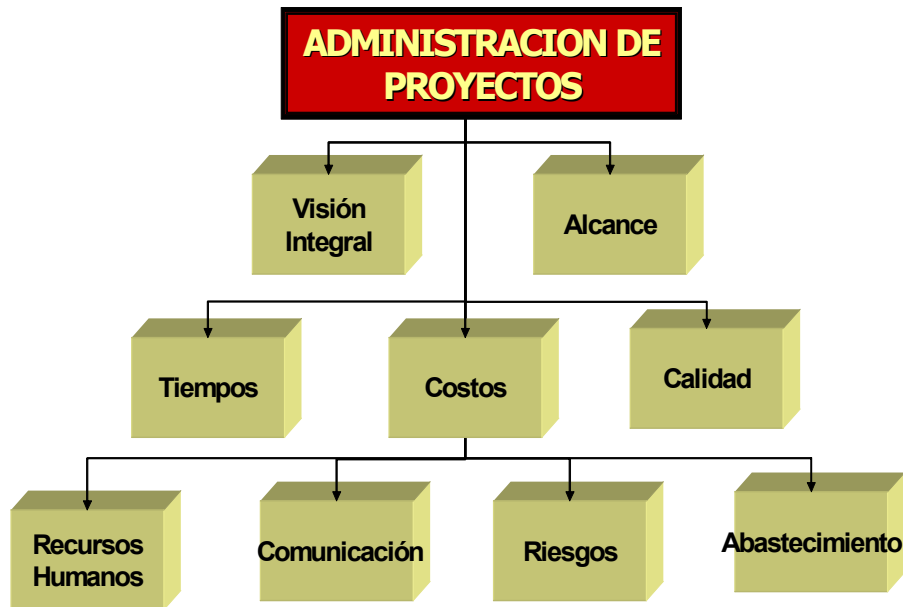 ADMINISTRACION DE
PROYECTOS
Visión
Integral
Alcance
Tiempos
Costos
Calidad
Recursos
Humanos
Comunicación
Riesgos
Abastecimiento